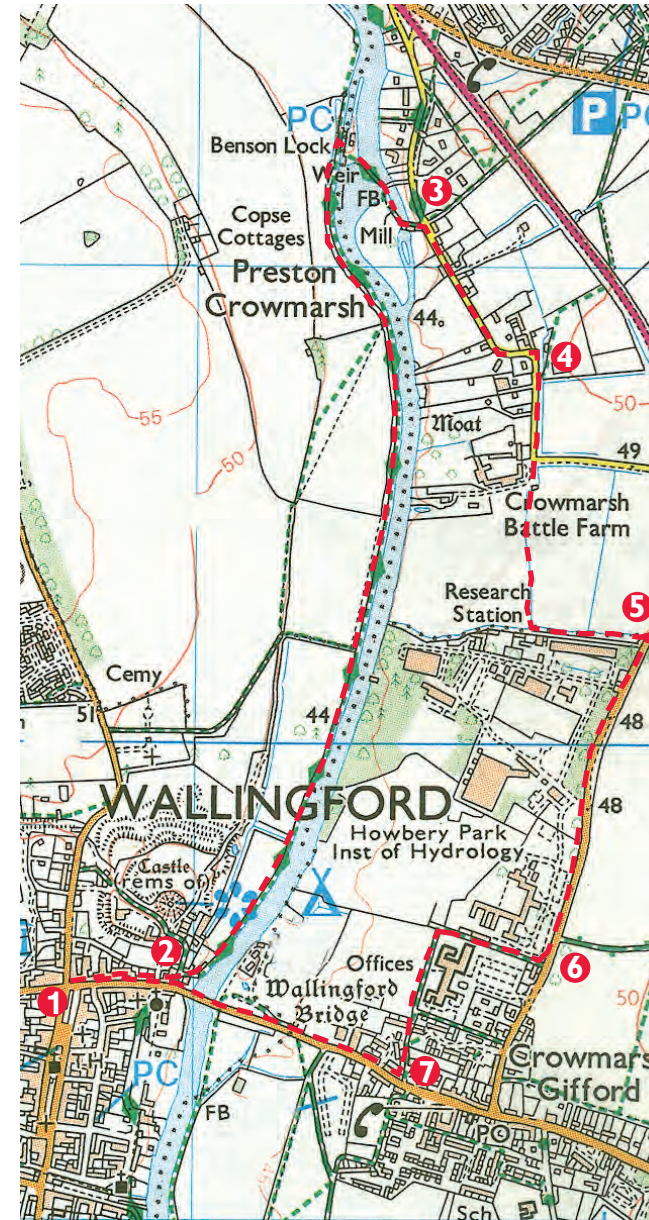 PC
P
PC
Benson Lock
Weir
FB
3
Copse
Cottages
Mill
Preston
Crowmarsh
44
4
50
55
Moat
50
49
Crowmarsh
Battle Farm
Research
Station
5
Cemy
51
44
48
48
WALLINGFORD
Howbery Park
Inst of Hydrology
Castle
rems of
2
Offices
6
1
Wallingford
Bridge
50
7
Crowmars
Gifford
PC
FB
PO
Sch